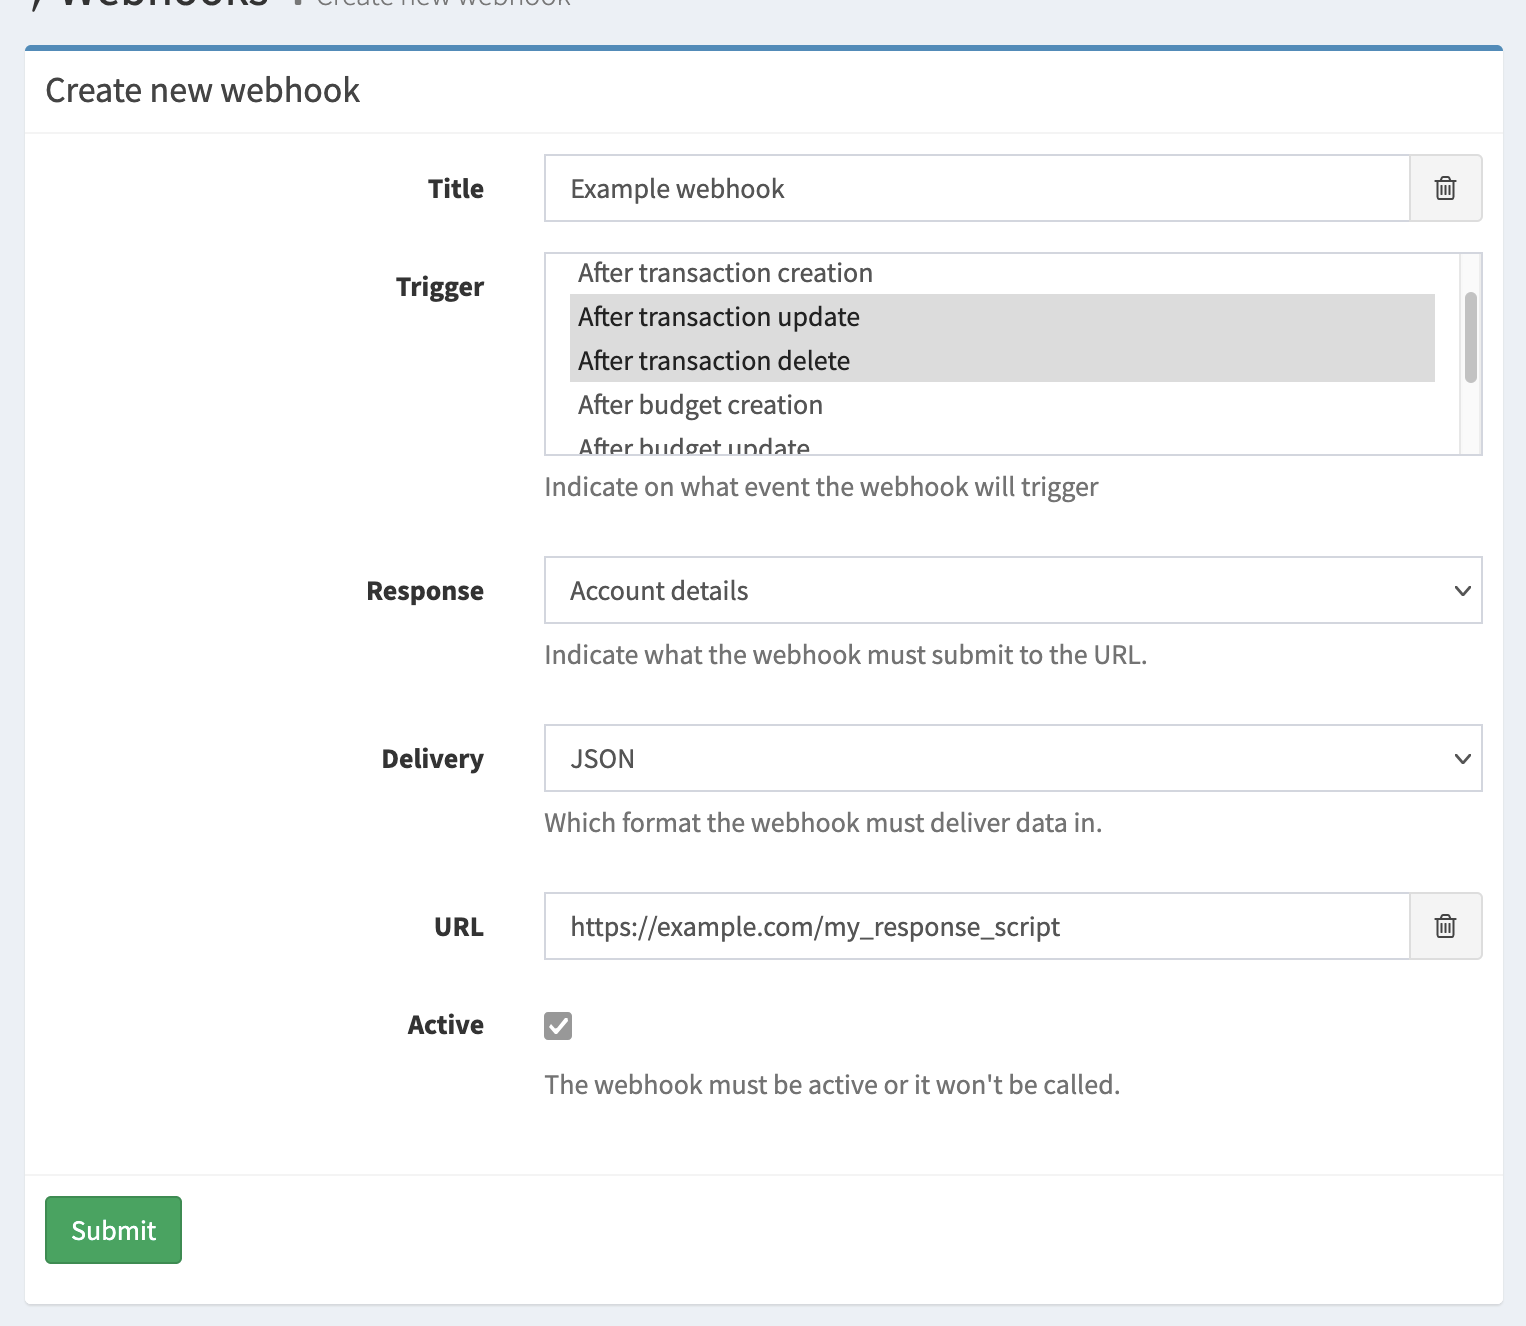 Webhooks Create new webhook
Create new webhook
Title Example webhook
Trigger
After transaction creation
After transaction update
After transaction delete
After budget creation
After budget update
Indicate on what event the webhook will trigger
Response Account details
Indicate what the webhook must submit to the URL.
Delivery JSON
Which format the webhook must deliver data in.
URL https://example.com/my_response_script
Active
The webhook must be active or it won't be called.
Submit